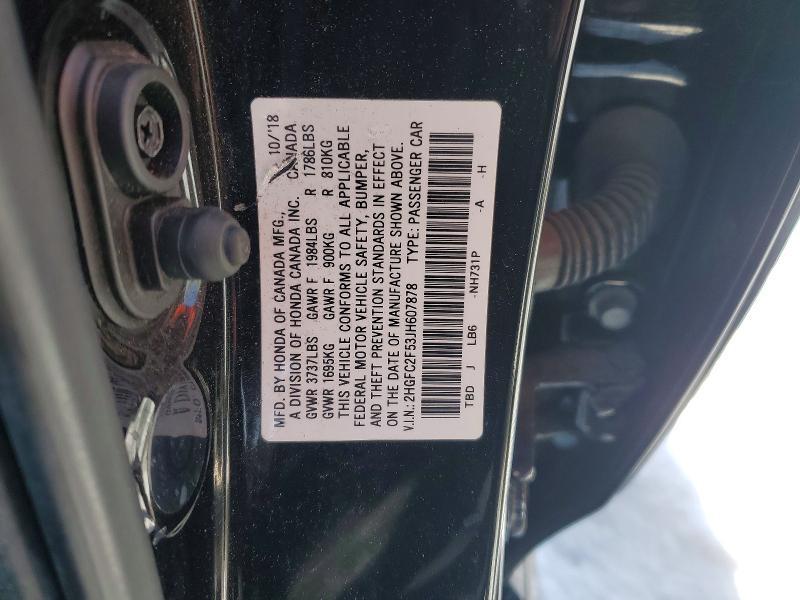 MFD. BY HONDA OF CANADA MFG., 10/'18
A DIVISION OF HONDA CANADA INC. CANADA
GVWR 3737LBS GAWR F 1984LBS R 1786LBS
GVWR 1695KG GAWR F 900KG R 810KG
THIS VEHICLE CONFORMS TO ALL APPLICABLE
FEDERAL MOTOR VEHICLE SAFETY, BUMPER,
AND THEFT PREVENTION STANDARDS IN EFFECT
ON THE DATE OF MANUFACTURE SHOWN ABOVE.
V.I.N.: 2HGFC2F53JH607878 TYPE: PASSENGER CAR
TBD J LB6 -NH731P -A -H